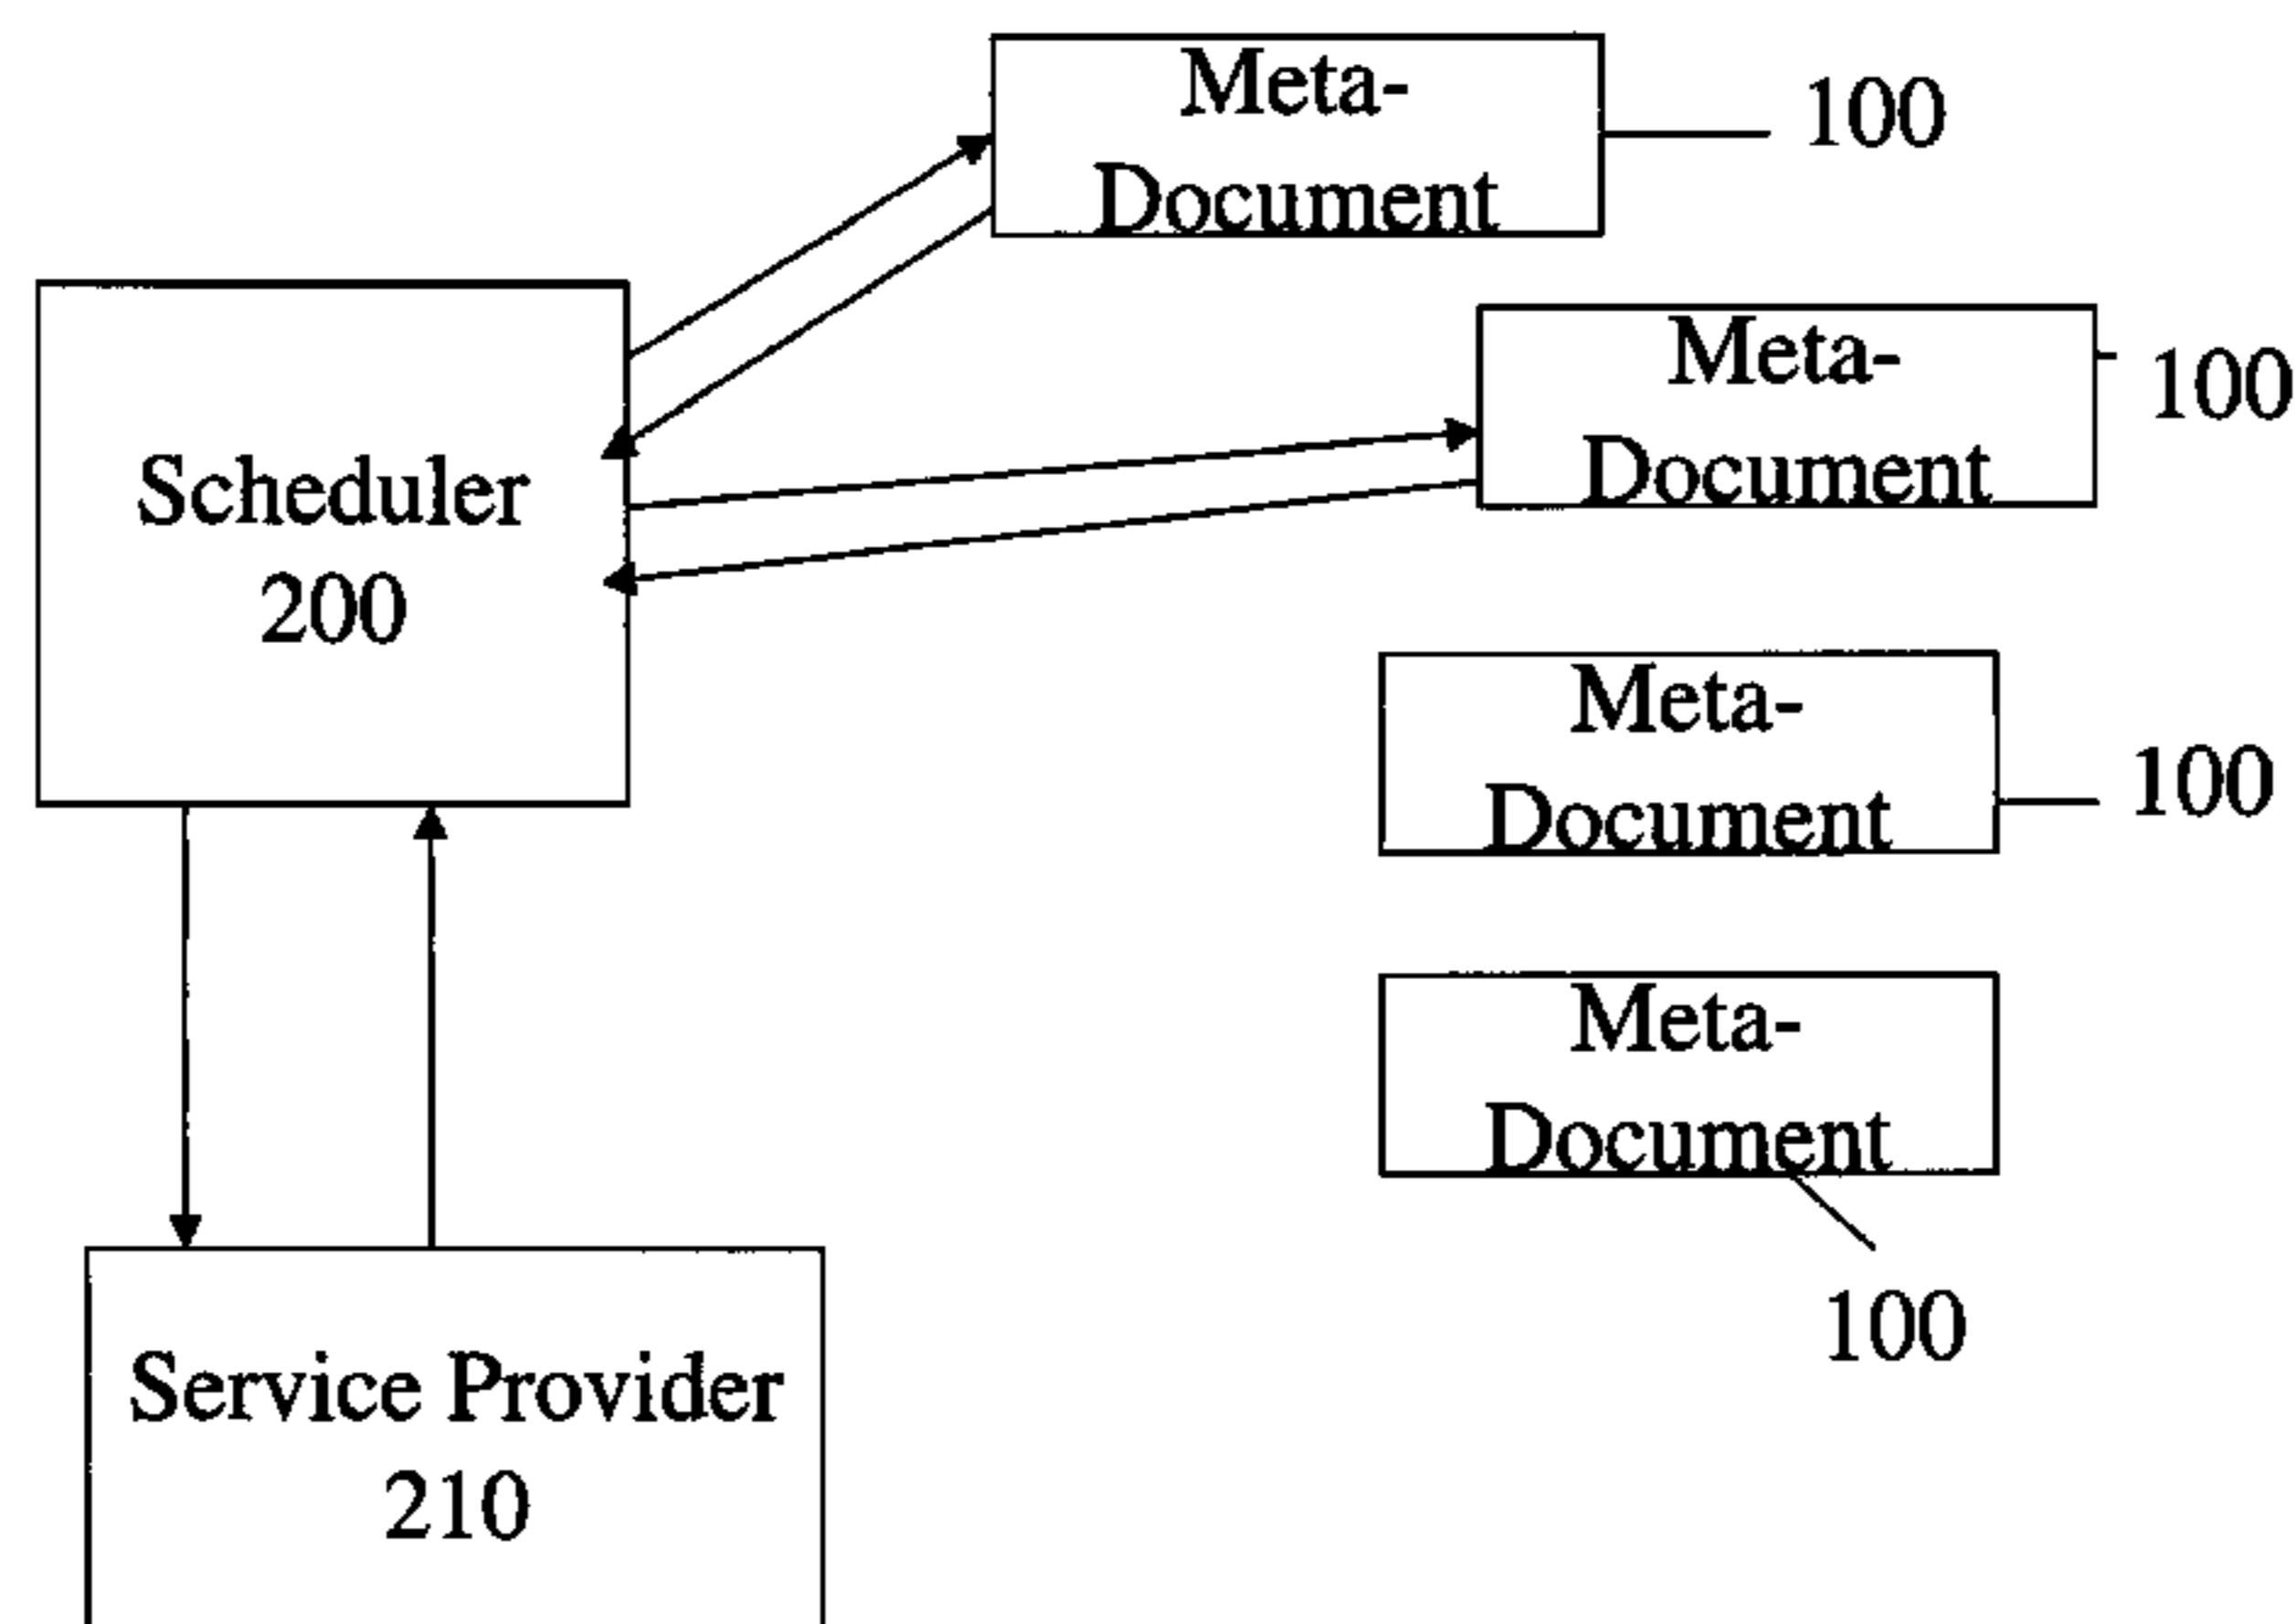 Meta-
Document
100
Meta-
Document
100
Scheduler
200
Meta-
Document
100
Meta-
Document
100
Service Provider
210